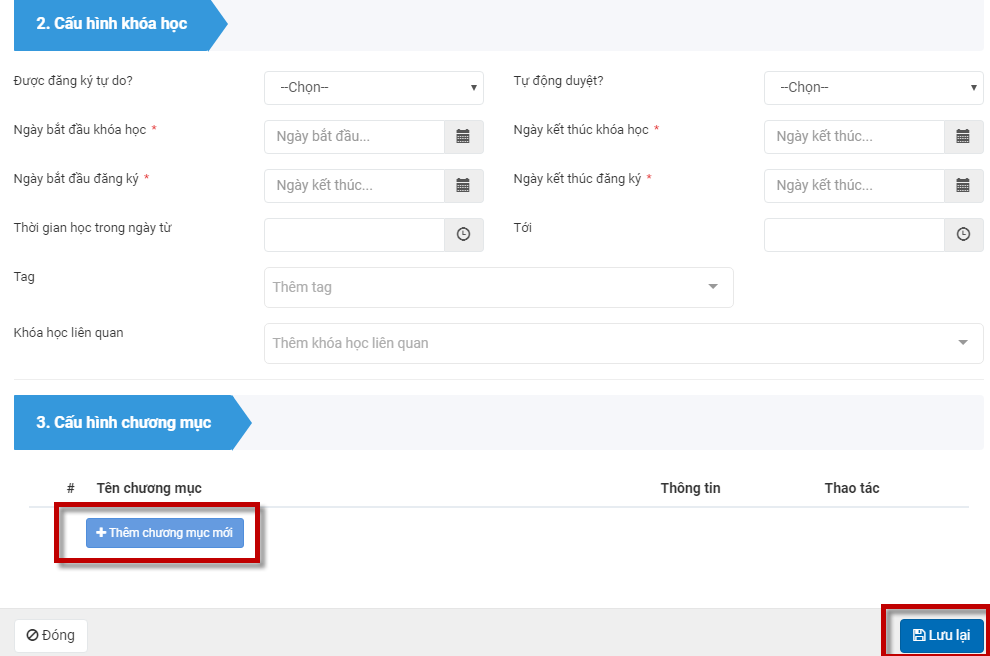 2. Cấu hình khóa học
Được đăng ký tự do? --Chọn-- Tự động duyệt? --Chọn--
Ngày bắt đầu khóa học * Ngày bắt đầu... Ngày kết thúc khóa học * Ngày kết thúc...
Ngày bắt đầu đăng ký * Ngày kết thúc... Ngày kết thúc đăng ký * Ngày kết thúc...
Thời gian học trong ngày từ Tới
Tag Thêm tag
Khóa học liên quan Thêm khóa học liên quan
3. Cấu hình chương mục
# Tên chương mục Thông tin Thao tác
Thêm chương mục mới
Đóng Lưu lại